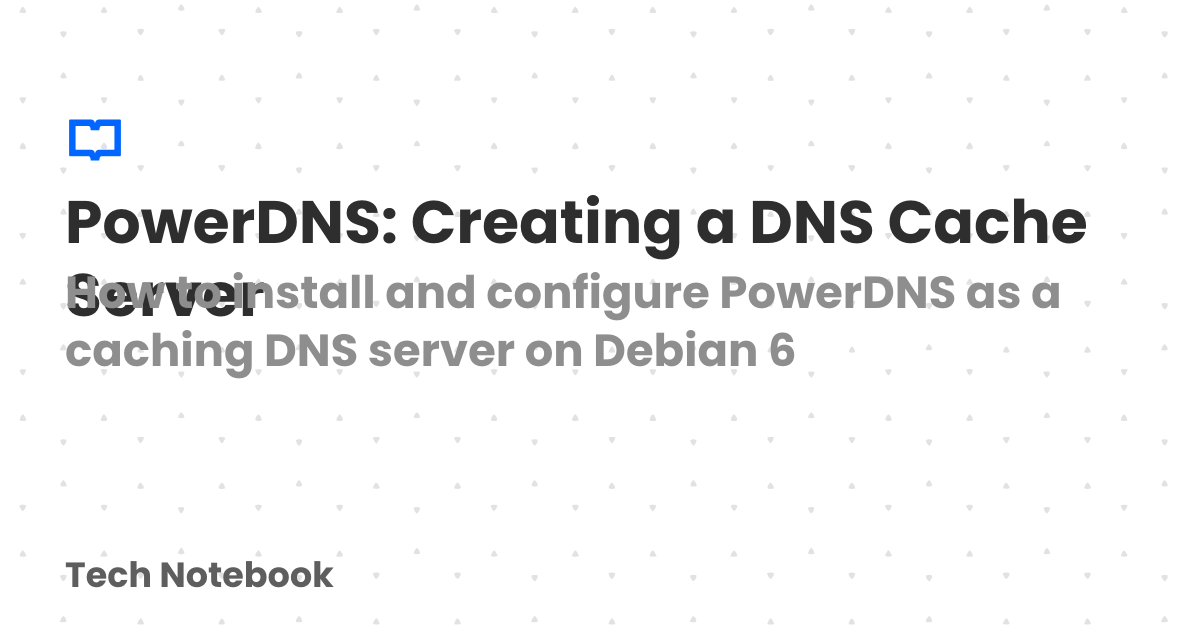 PowerDNS: Creating a DNS Cache
Server
How to install and configure PowerDNS as a
caching DNS server on Debian 6
Tech Notebook